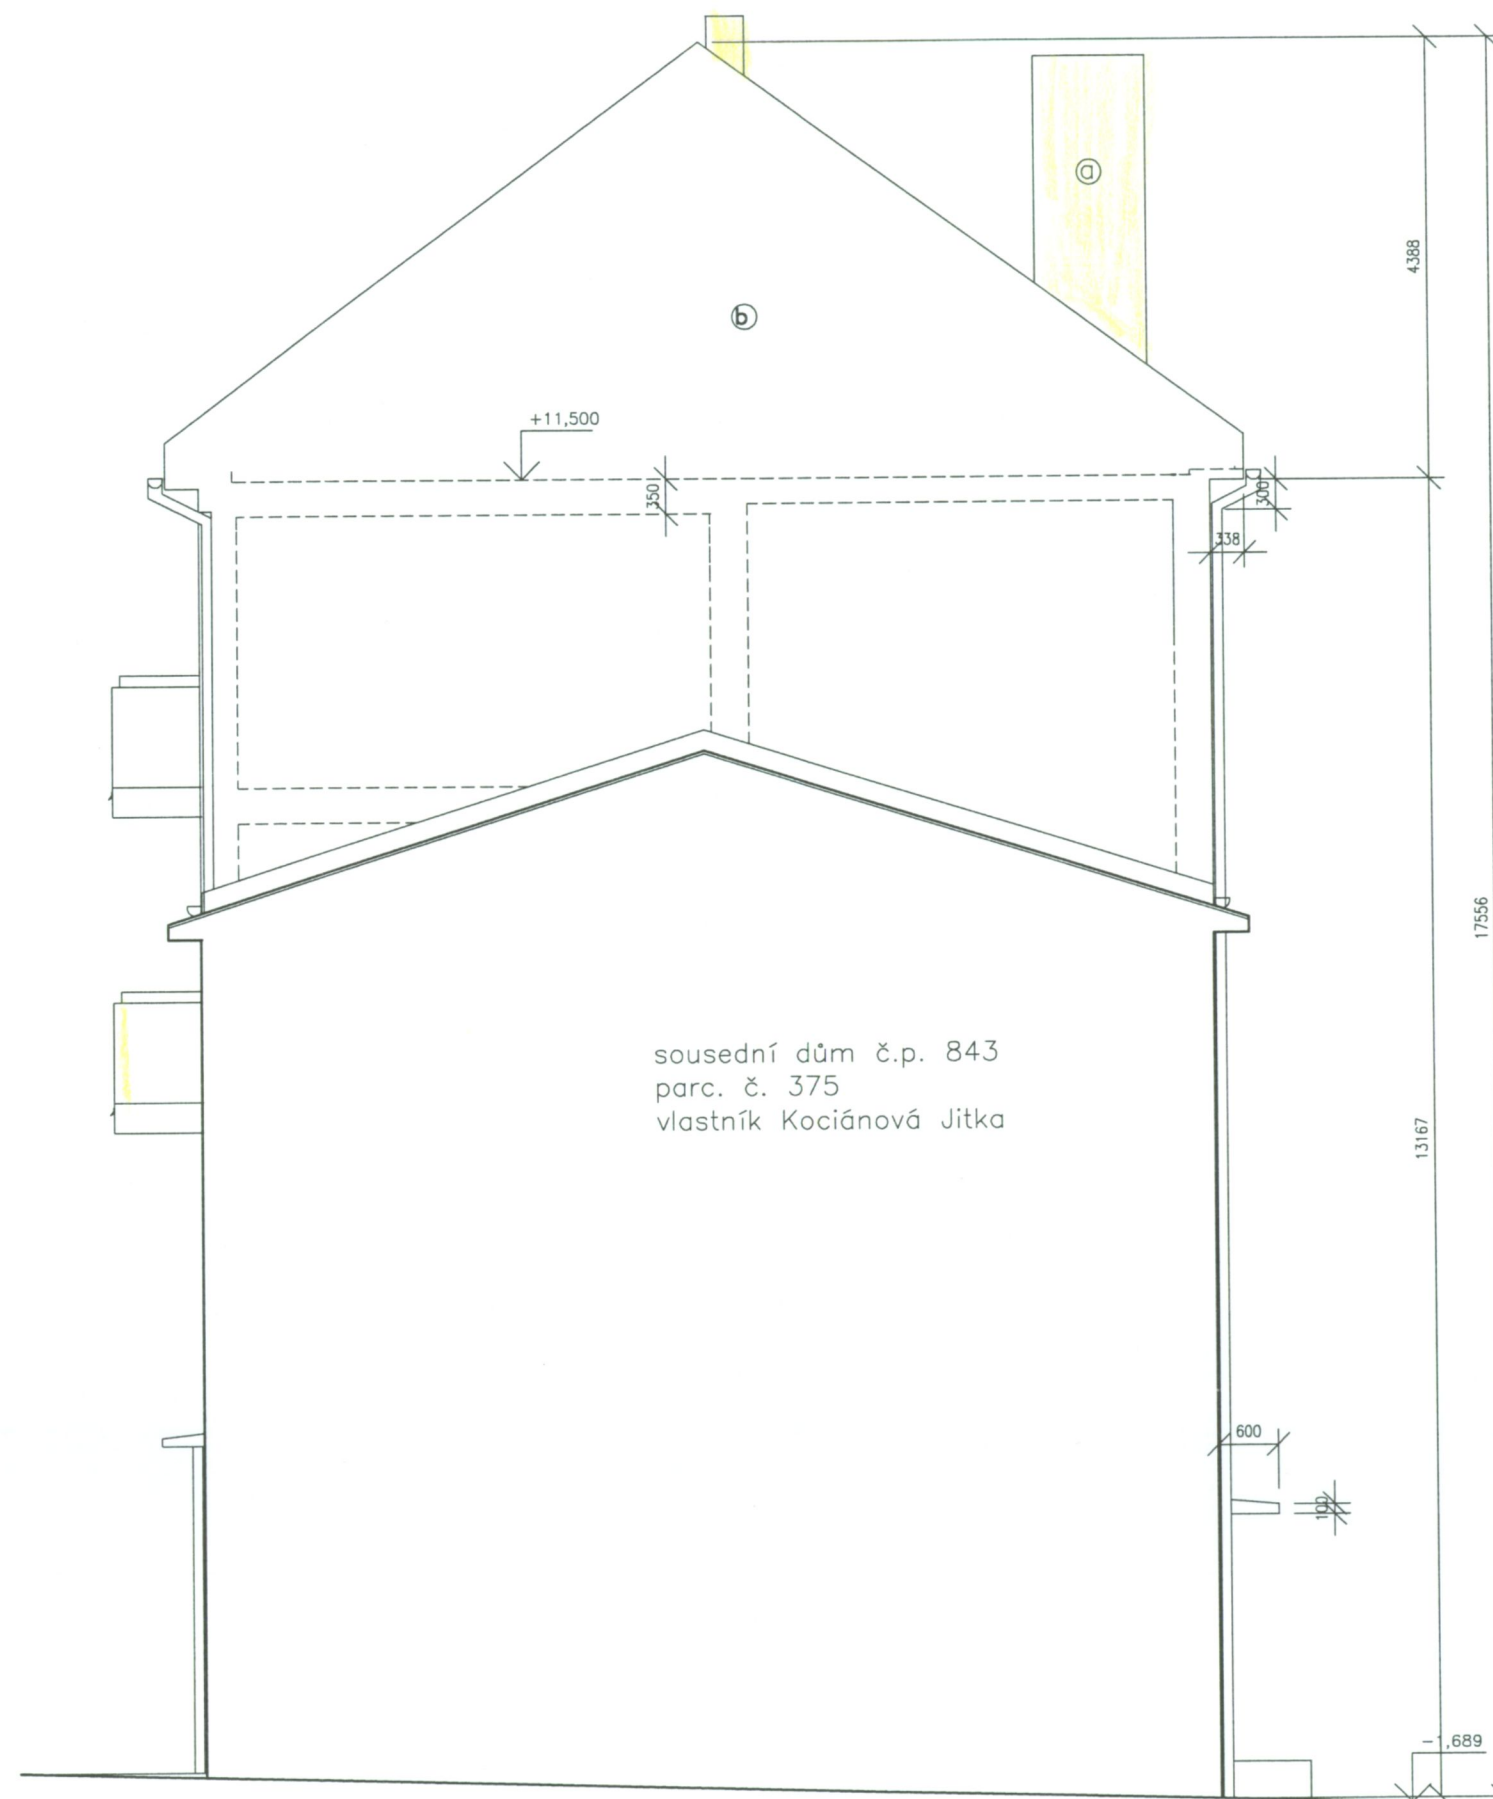 a
4388
b
+11,500
350
300
338
17556
sousední dům č.p. 843
parc. č. 375
vlastník Kociánová Jitka
13167
600
100
-1,689